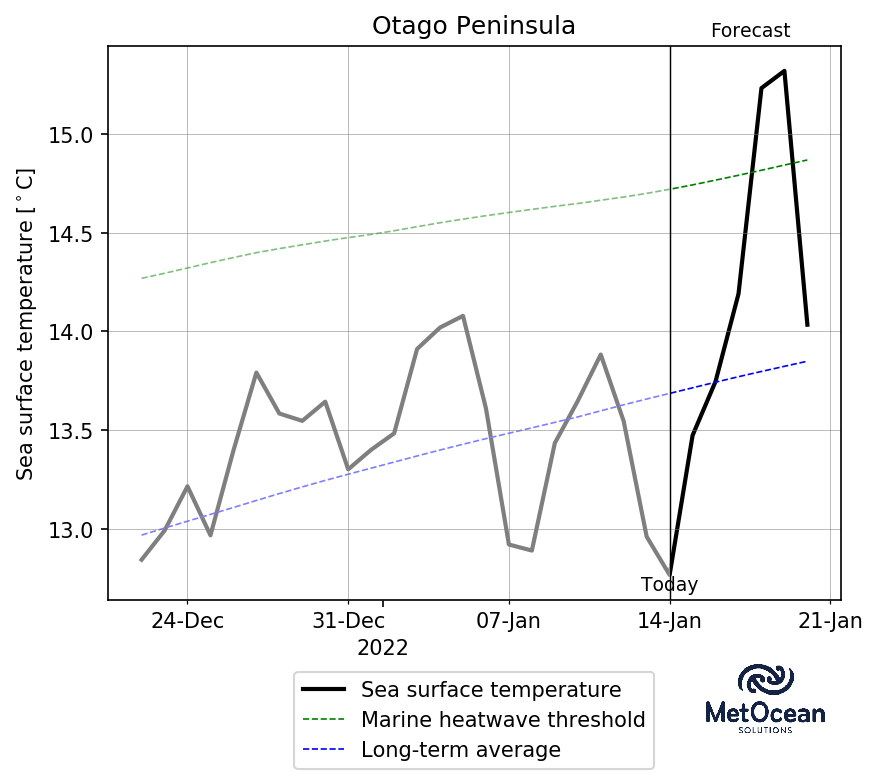 Otago Peninsula
Forecast
Sea surface temperature [°C]
15.0
14.5
14.0
13.5
13.0
Today
24-Dec 31-Dec 07-Jan 14-Jan 21-Jan
2022
Sea surface temperature
Marine heatwave threshold
Long-term average
MetOcean
SOLUTIONS